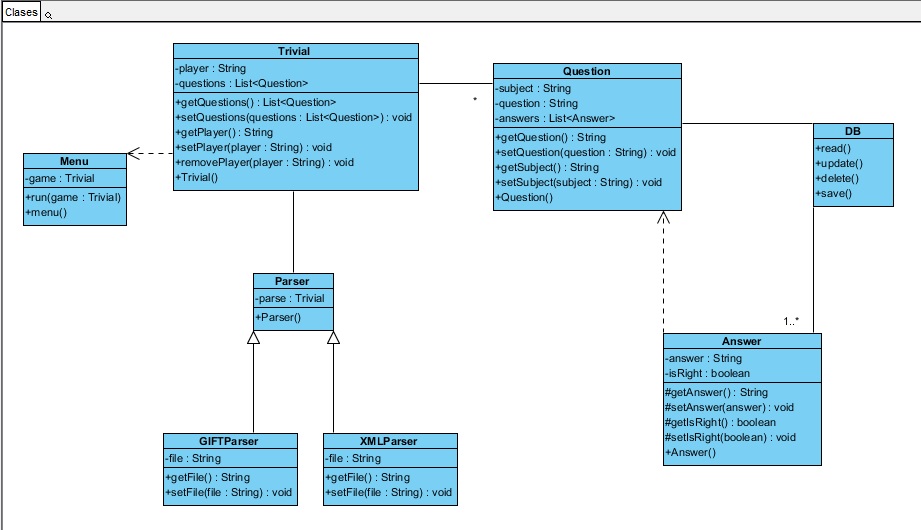 Clases
Trivial
-player : String
-questions : List<Question>
+getQuestions() : List<Question>
+setQuestions(questions : List<Question>) : void
+getPlayer() : String
+setPlayer(player : String) : void
+removePlayer(player : String) : void
+Trivial()
*
Question
-subject : String
-question : String
-answers : List<Answer>
+getQuestion() : String
+setQuestion(question : String) : void
+getSubject() : String
+setSubject(subject : String) : void
+Question()
DB
+read()
+update()
+delete()
+save()
Menu
-game : Trivial
+run(game : Trivial)
+menu()
Parser
-parse : Trivial
+Parser()
1..*
Answer
-answer : String
-isRight : boolean
#getAnswer() : String
#setAnswer(answer) : void
#getIsRight() : boolean
#setIsRight(boolean) : void
+Answer()
GIFTParser
-file : String
+getFile() : String
+setFile(file : String) : void
XMLParser
-file : String
+getFile() : String
+setFile(file : String) : void